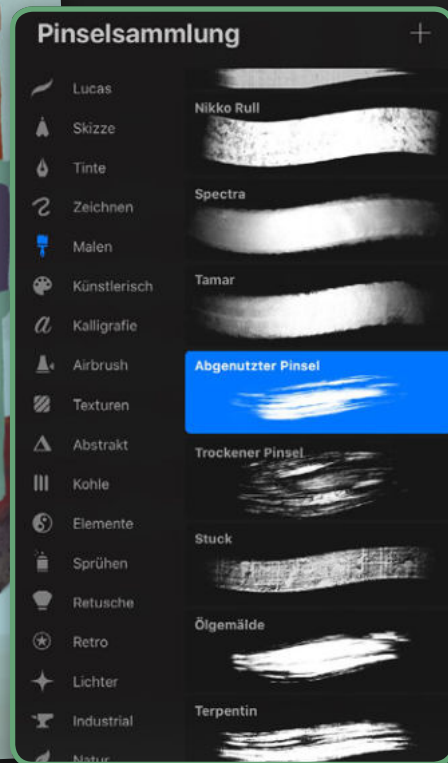 Pinselsammlung
Lucas
Skizze
Tinte
Zeichnen
Malen
Künstlerisch
Kalligrafie
Airbrush
Texturen
Abstrakt
Kohle
Elemente
Sprühen
Retusche
Retro
Lichter
Industrial
Natur
Nikko Rull
Spectra
Tamar
Abgenutzter Pinsel
Trockener Pinsel
Stuck
Ölgemälde
Terpentin